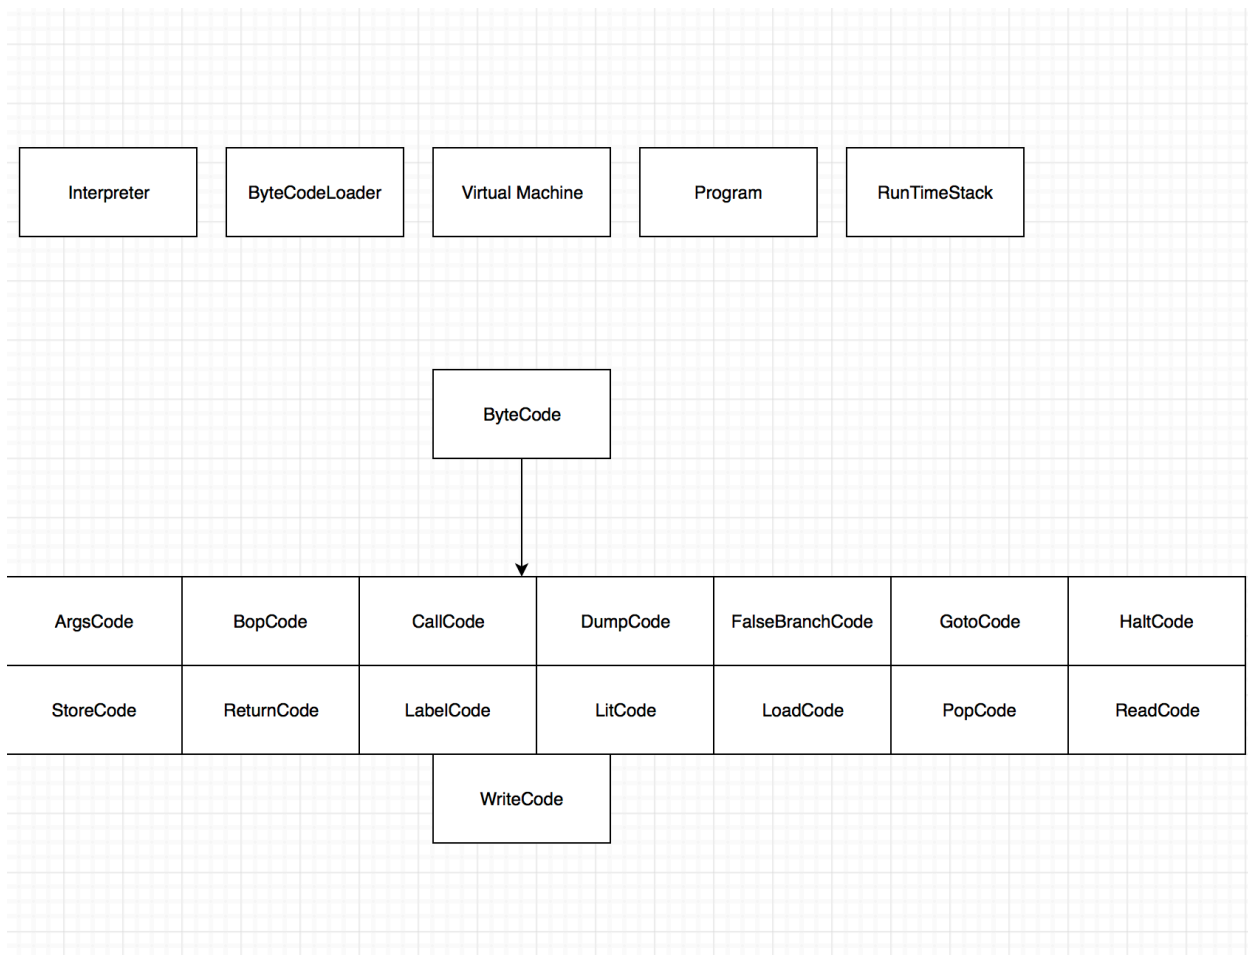 Interpreter
ByteCodeLoader
Virtual Machine
Program
RunTimeStack
ByteCode
ArgsCode
BopCode
CallCode
DumpCode
FalseBranchCode
GotoCode
HaltCode
StoreCode
ReturnCode
LabelCode
LitCode
LoadCode
PopCode
ReadCode
WriteCode